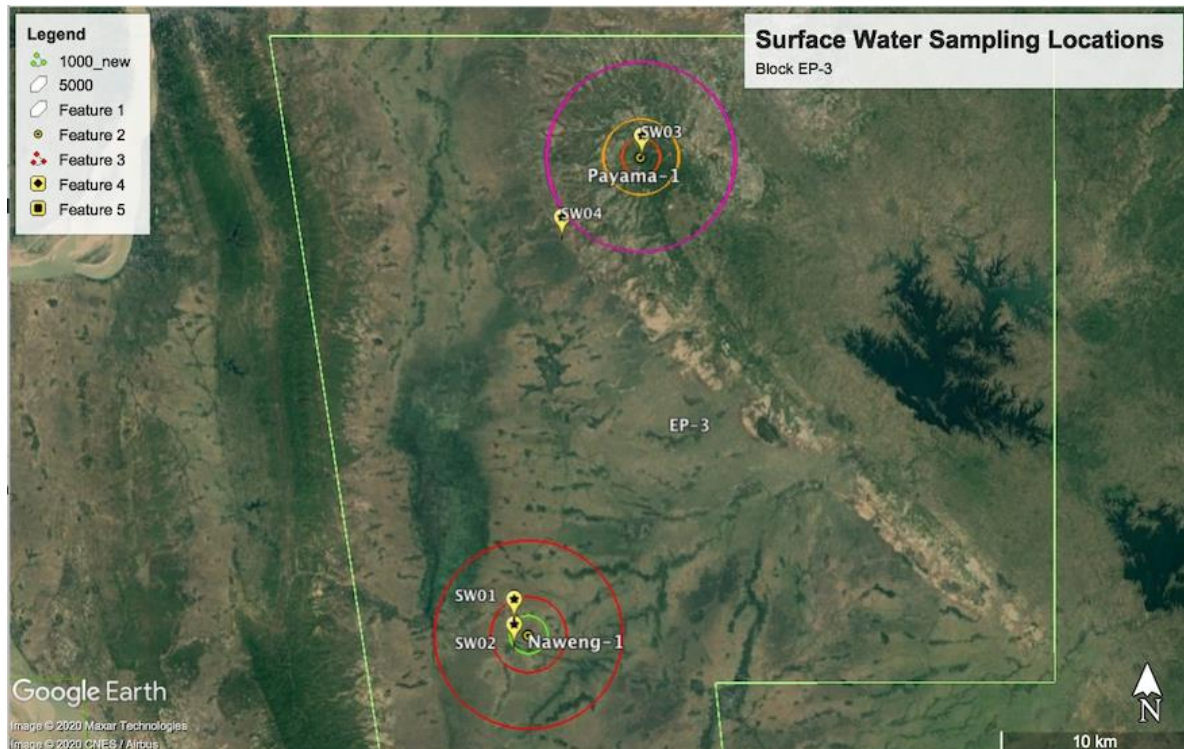 Legend
1000_new
5000
Feature 1
Feature 2
Feature 3
Feature 4
Feature 5
Surface Water Sampling Locations
Block EP-3
SW03
Payama-1
SW04
EP-3
SW01
SW02
Naweng-1
Google Earth
Image © 2020 Maxar Technologies
Image © 2020 CNES / Airbus
N
10 km